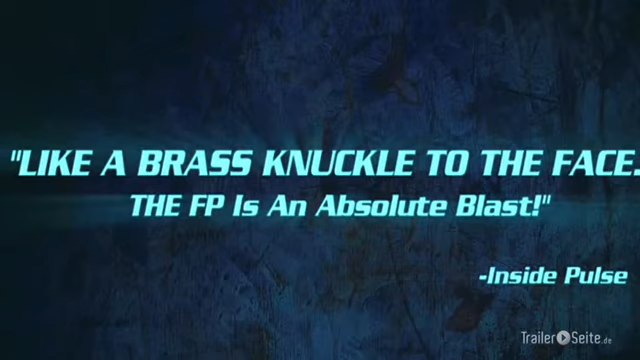 "LIKE A BRASS KNUCKLE TO THE FACE.
THE FP Is An Absolute Blast!"
-Inside Pulse
TrailerSeite.de